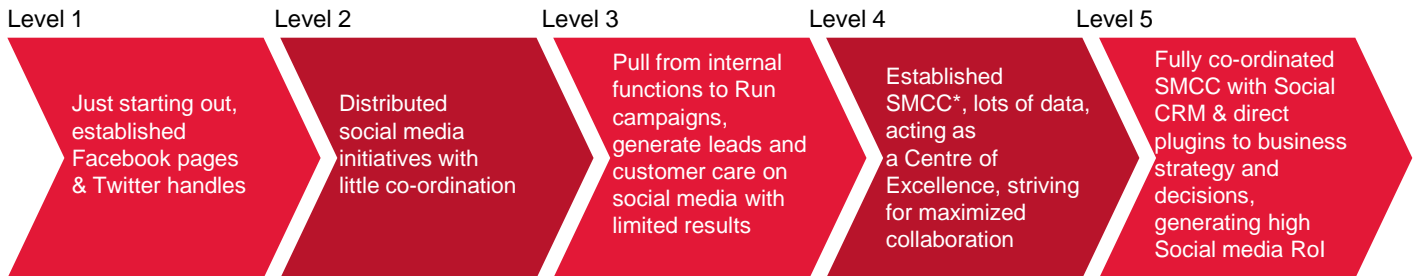 Level 1
Just starting out,
established
Facebook pages
& Twitter handles
Level 2
Distributed
social media
initiatives with
little co-ordination
Level 3
Pull from internal
functions to Run
campaigns,
generate leads and
customer care on
social media with
limited results
Level 4
Established
SMCC*, lots of data,
acting as
a Centre of
Excellence, striving
for maximized
collaboration
Level 5
Fully co-ordinated
SMCC with Social
CRM & direct
plugins to business
strategy and
decisions,
generating high
Social media RoI